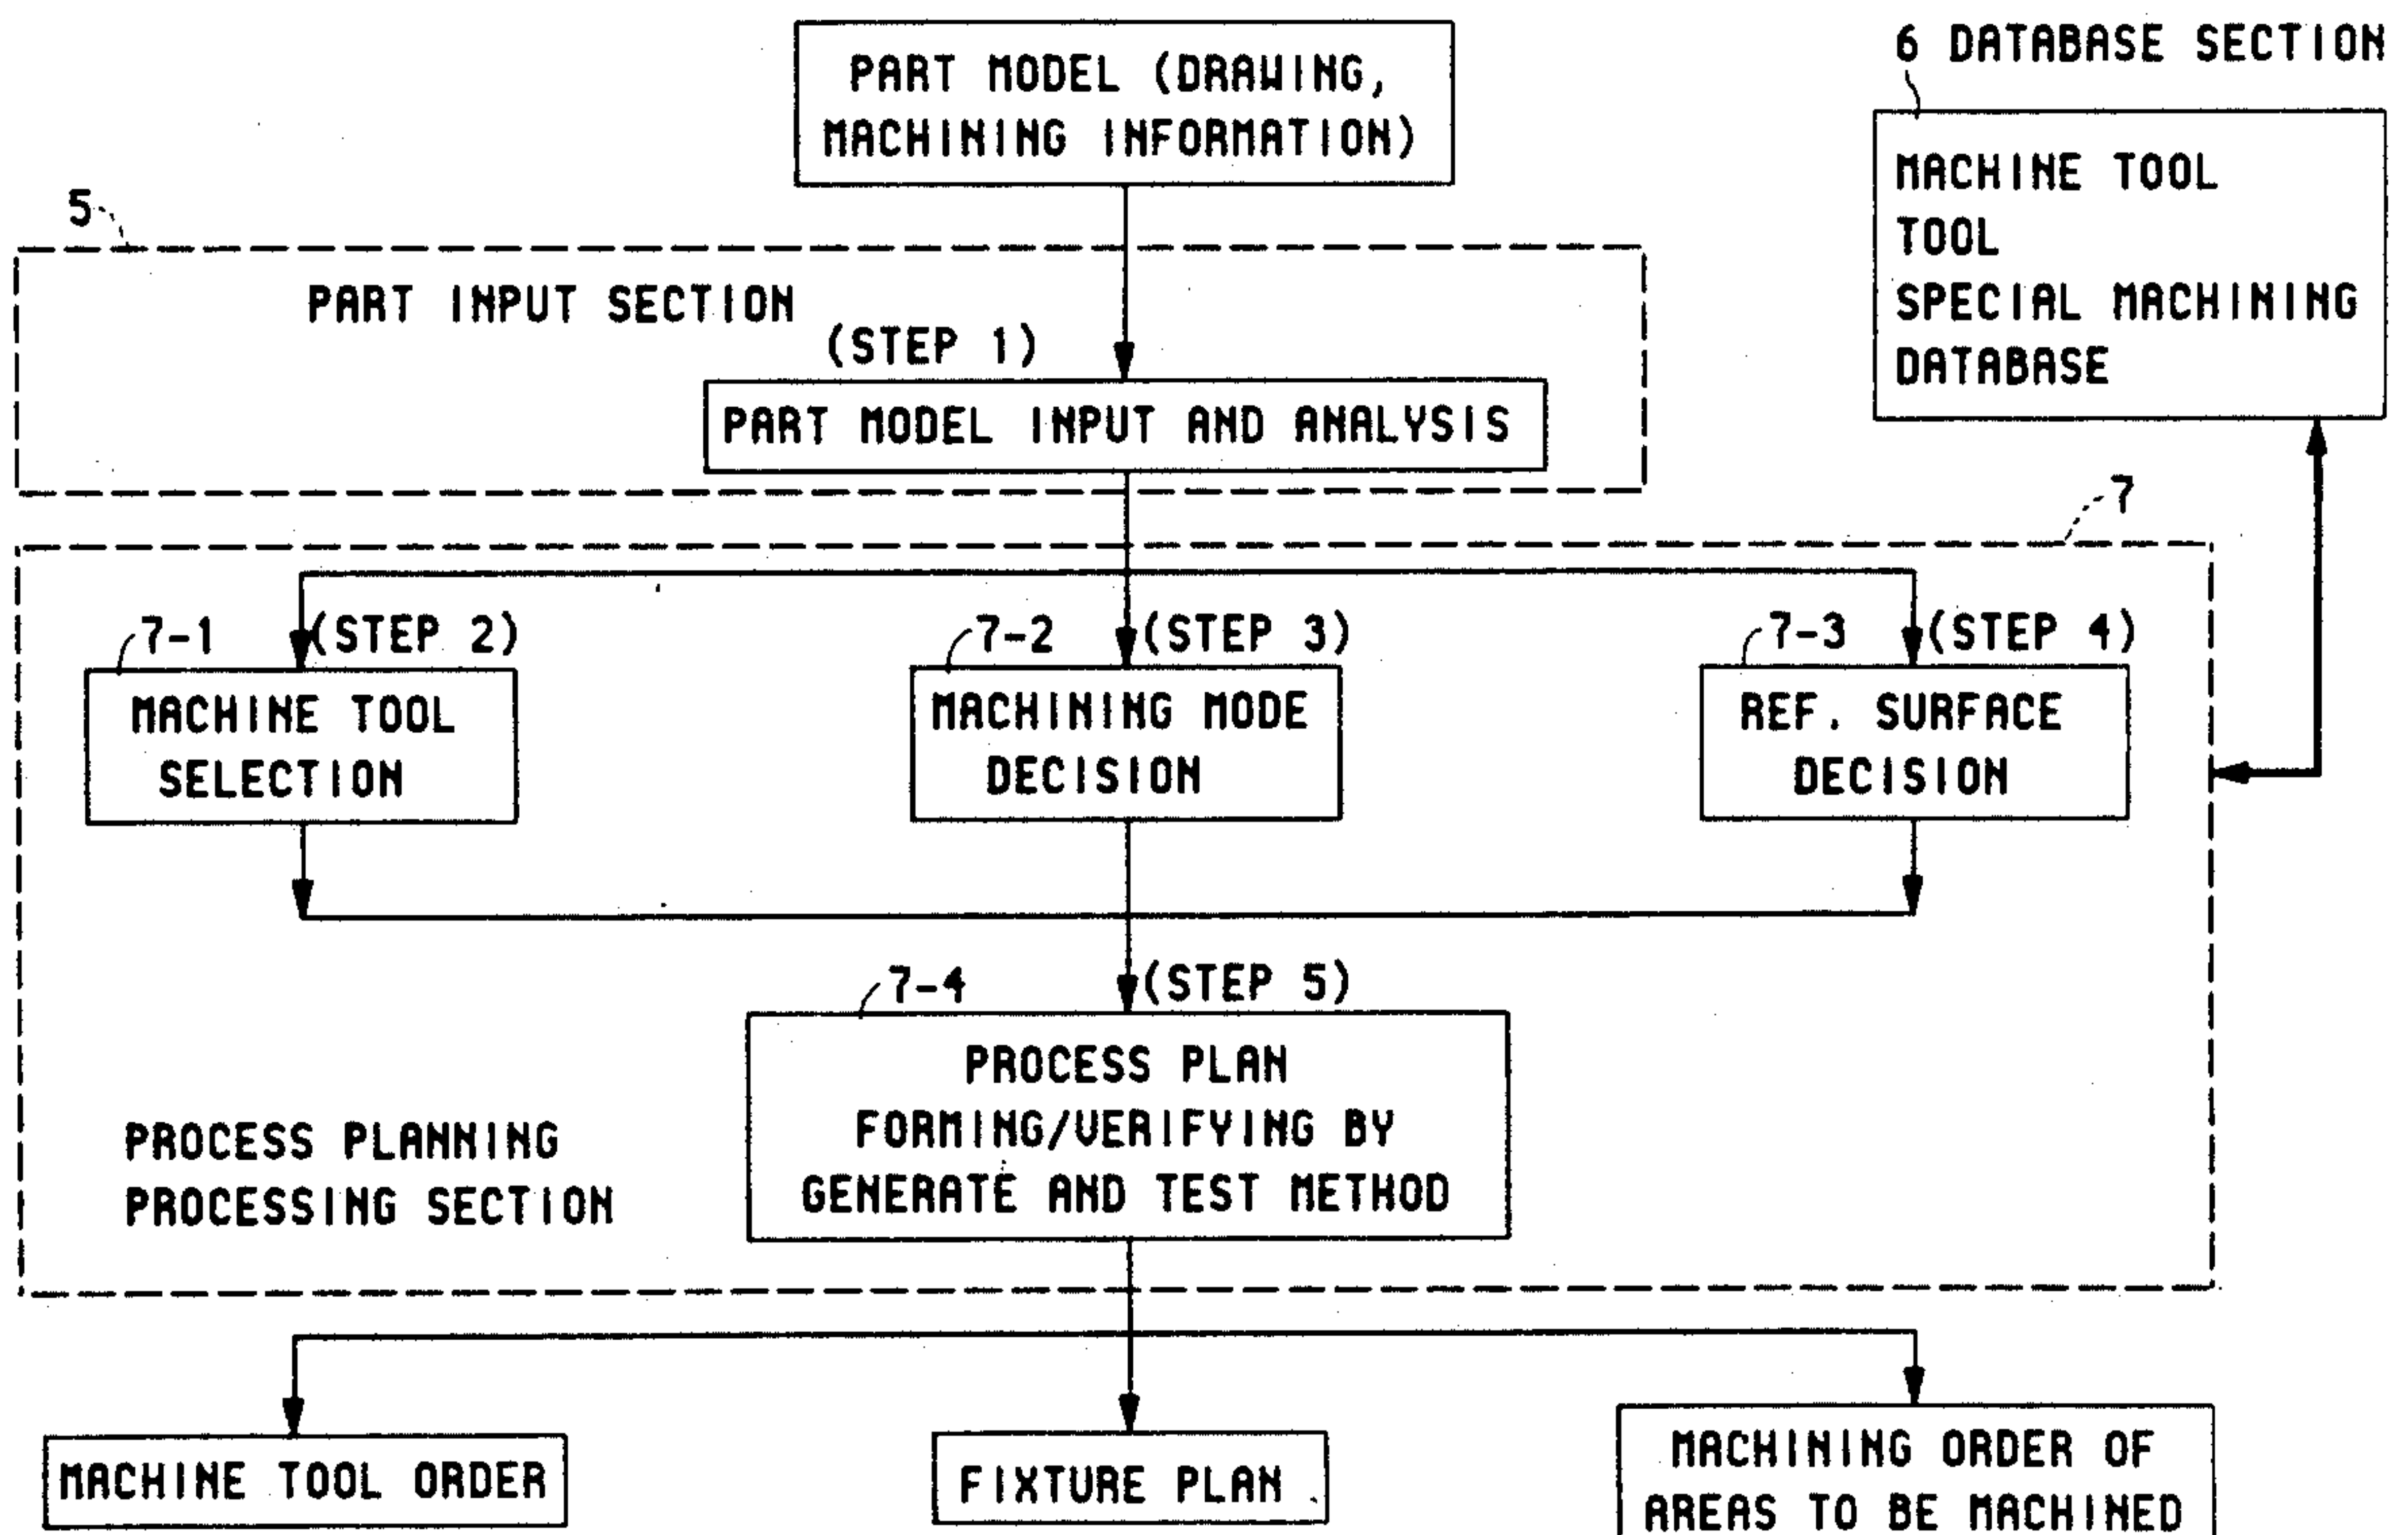 PART MODEL (DRAWING,
MACHINING INFORMATION)
6 DATABASE SECTION
MACHINE TOOL
TOOL
SPECIAL MACHINING
DATABASE
5
PART INPUT SECTION
(STEP 1)
PART MODEL INPUT AND ANALYSIS
7
7-1
(STEP 2)
MACHINE TOOL
SELECTION
7-2
(STEP 3)
MACHINING MODE
DECISION
7-3
(STEP 4)
REF. SURFACE
DECISION
7-4
(STEP 5)
PROCESS PLAN
FORMING/VERIFYING BY
GENERATE AND TEST METHOD
PROCESS PLANNING
PROCESSING SECTION
MACHINE TOOL ORDER
FIXTURE PLAN
MACHINING ORDER OF
AREAS TO BE MACHINED